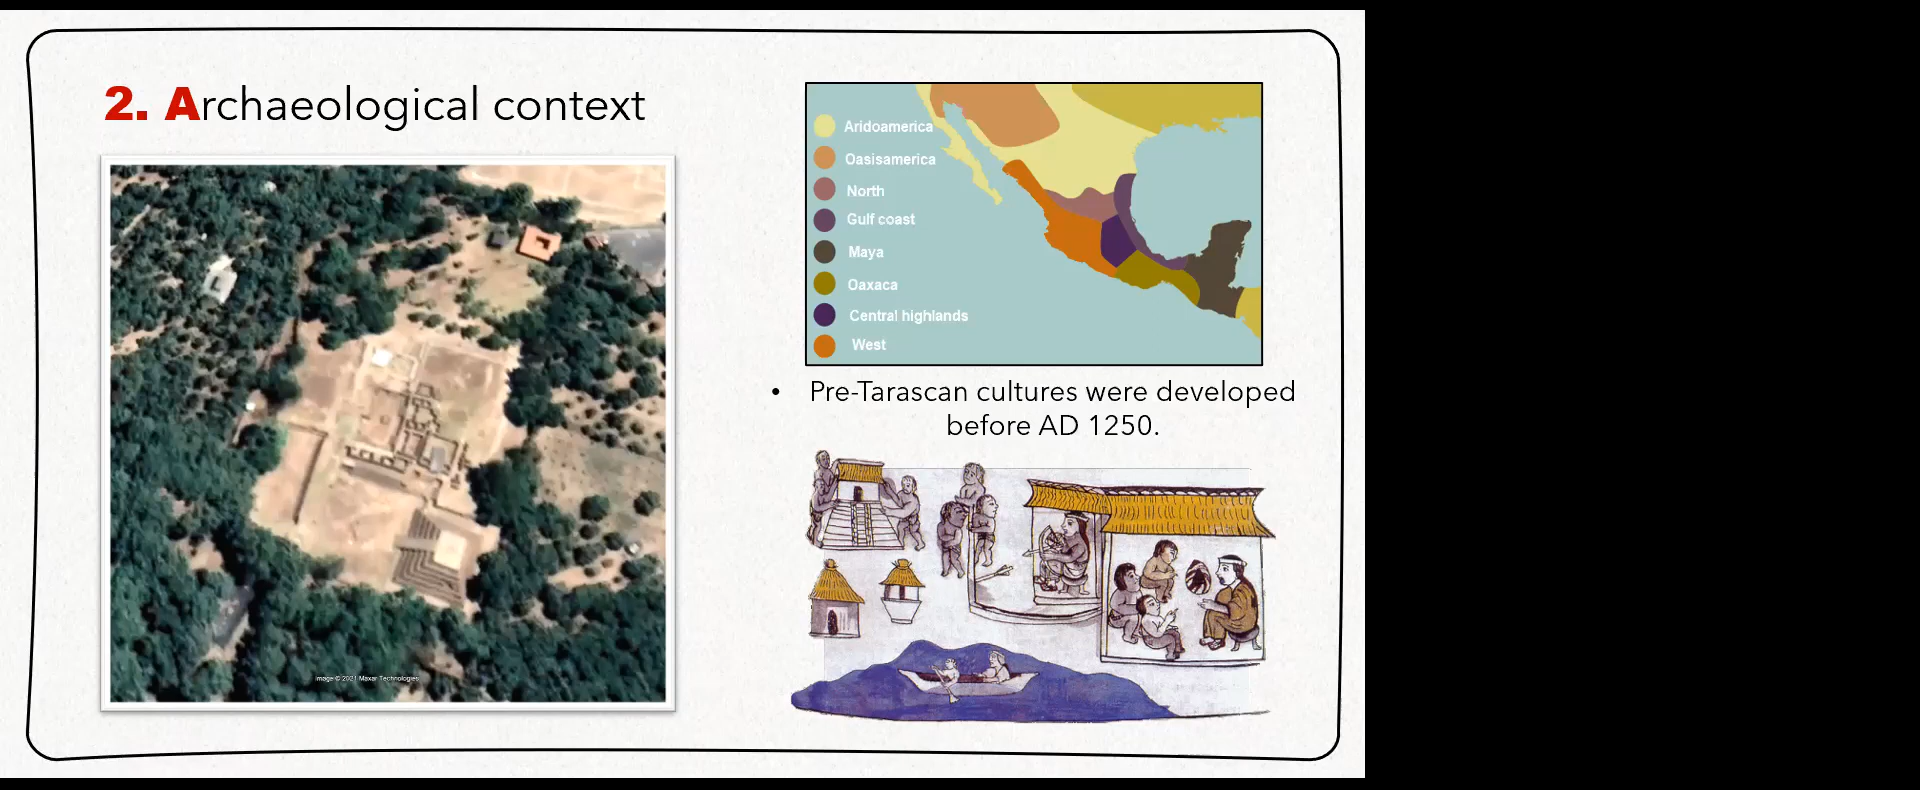 2. Archaeological context
Aridoamerica
Oasisamerica
North
Gulf coast
Maya
Oaxaca
Central highlands
West
• Pre-Tarascan cultures were developed
before AD 1250.
Image © 2021 Maxar Technologies